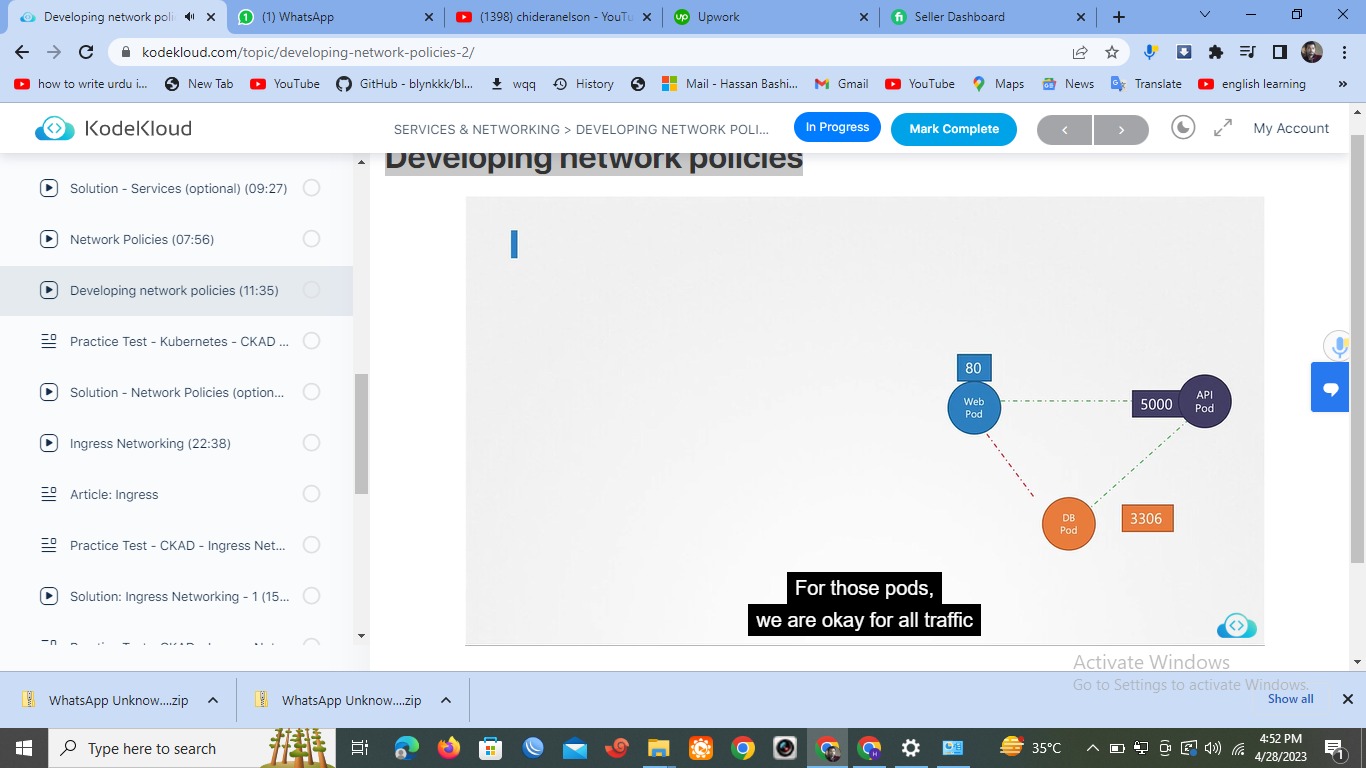 Developing network poli
(1) WhatsApp
(1398) chideranelson - YouTu
Upwork
Seller Dashboard
kodekloud.com/topic/developing-network-policies-2/
how to write urdu i...
New Tab
YouTube
GitHub - blynkkk/bl...
wqq
History
Mail - Hassan Bashi...
Gmail
YouTube
Maps
News
Translate
english learning
KodeKloud
SERVICES & NETWORKING > DEVELOPING NETWORK POLI...
In Progress
Mark Complete
My Account
Developing network policies
Solution - Services (optional) (09:27)
Network Policies (07:56)
Developing network policies (11:35)
Practice Test - Kubernetes - CKAD ...
Solution - Network Policies (option...
Ingress Networking (22:38)
Article: Ingress
Practice Test - CKAD - Ingress Net...
Solution: Ingress Networking - 1 (15...
80
Web
Pod
5000
API
Pod
DB
Pod
3306
For those pods,
we are okay for all traffic
Activate Windows
Go to Settings to activate Windows.
WhatsApp Unknow....zip
WhatsApp Unknow....zip
Show all
Type here to search
35°C
4:52 PM
4/28/2023
1